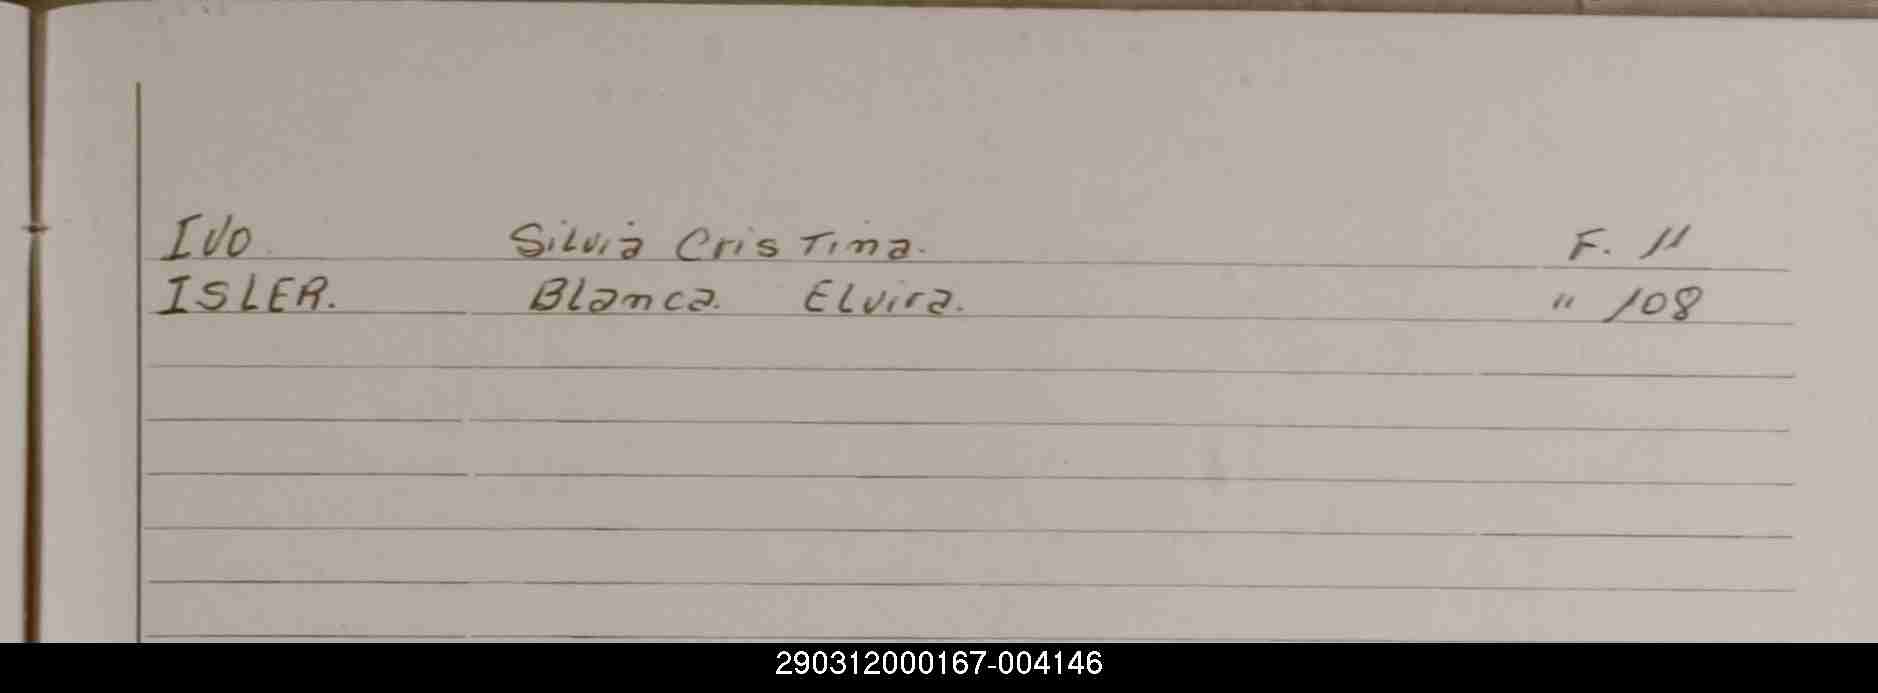 IVO. Silvia Cristina. F. 11
ISLER. Blanca. Elvira. " 108
290312000167-004146